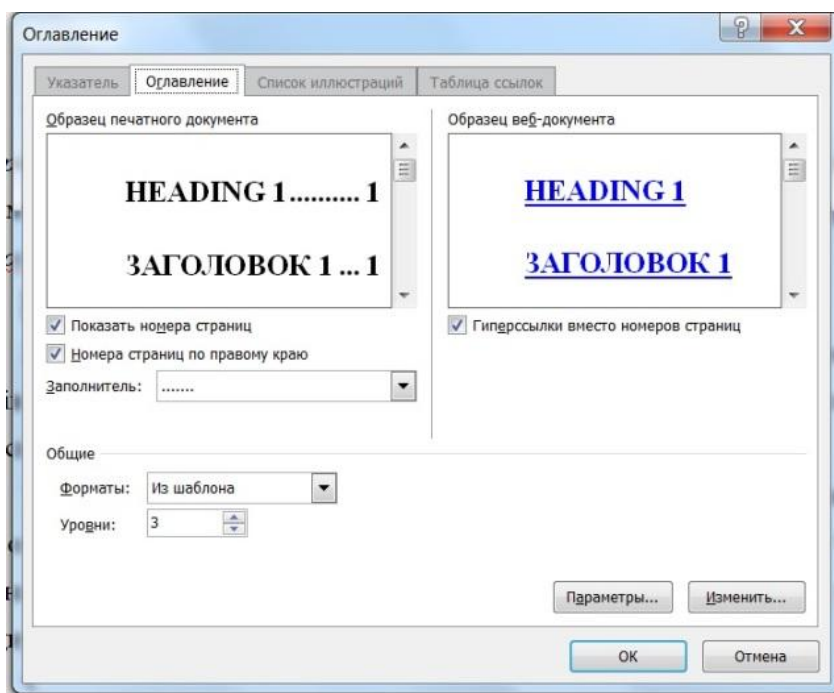 Оглавление
Указатель Оглавление Список иллюстраций Таблица ссылок
Образец печатного документа
HEADING 1.......... 1
ЗАГОЛОВОК 1 ... 1
Показать номера страниц
Номера страниц по правому краю
Заполнитель: .......
Образец веб-документа
HEADING 1
ЗАГОЛОВОК 1
Гиперссылки вместо номеров страниц
Общие
Форматы: Из шаблона
Уровни: 3
Параметры... Изменить...
ОК Отмена